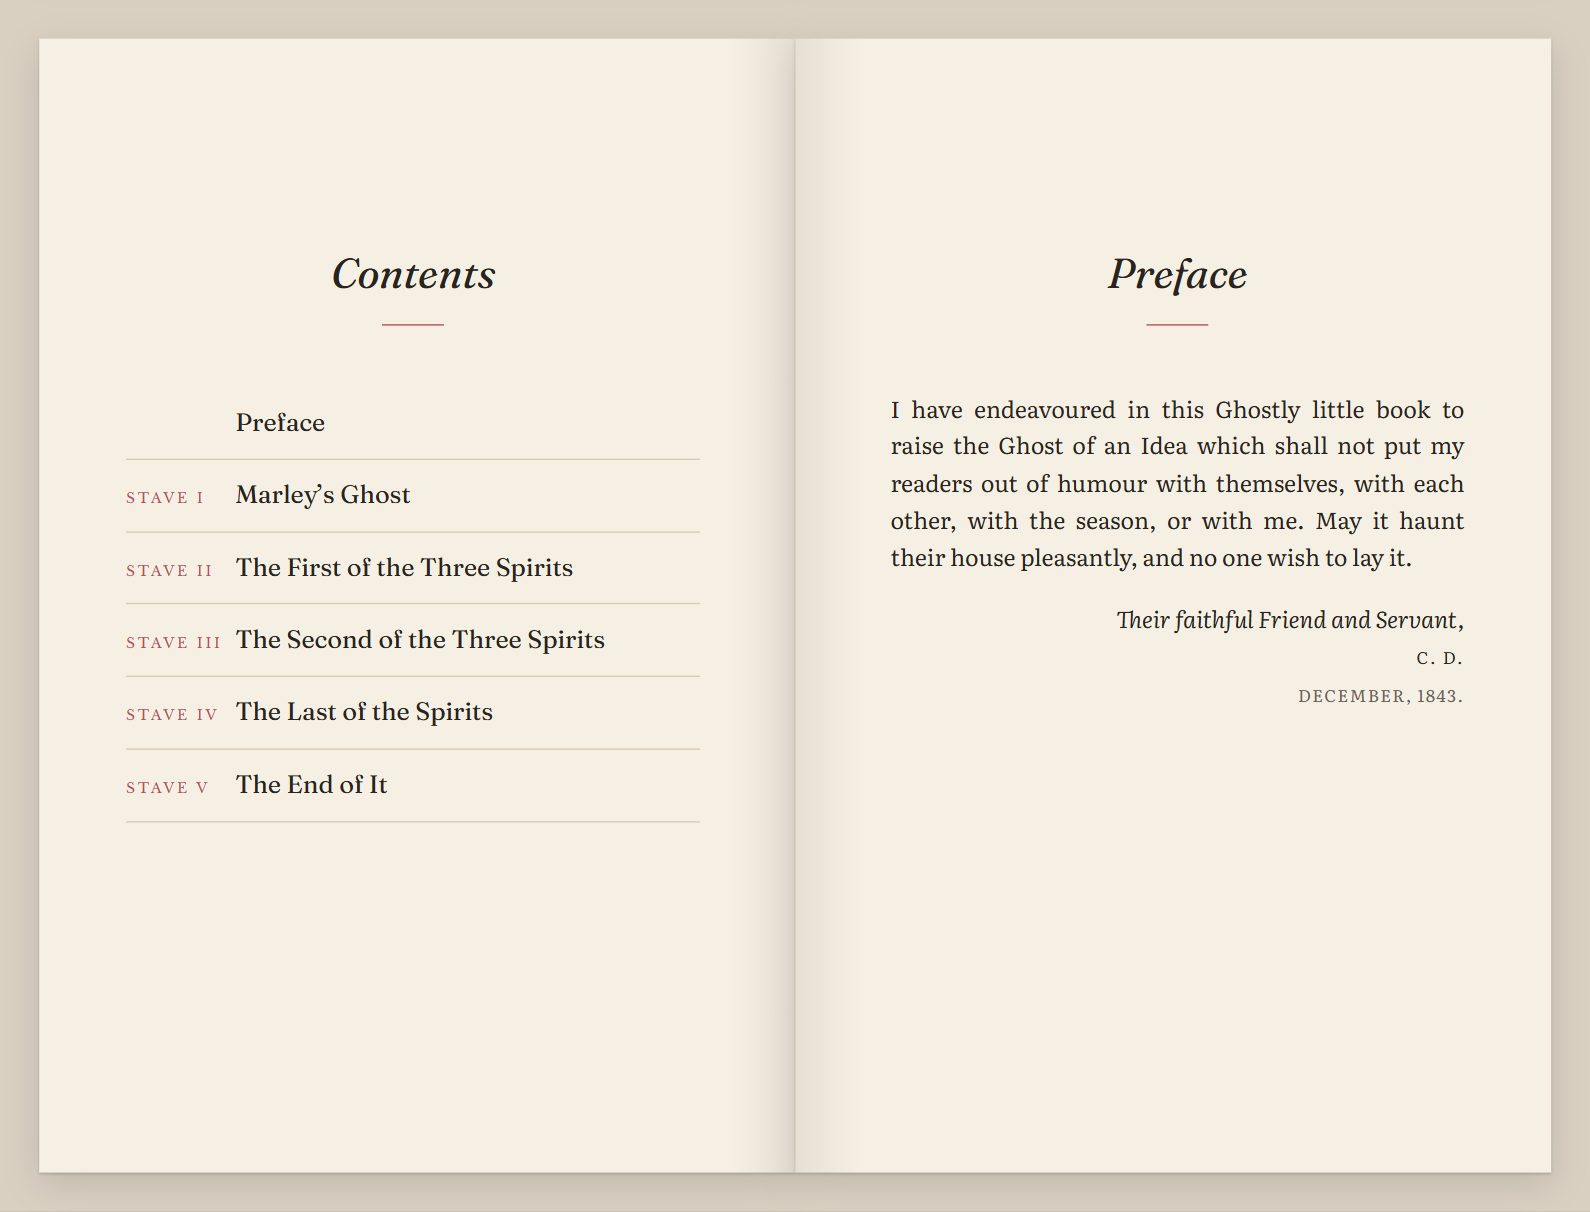 Contents
Preface
STAVE I Marley’s Ghost
STAVE II The First of the Three Spirits
STAVE III The Second of the Three Spirits
STAVE IV The Last of the Spirits
STAVE V The End of It
Preface
I have endeavoured in this Ghostly little book to
raise the Ghost of an Idea which shall not put my
readers out of humour with themselves, with each
other, with the season, or with me. May it haunt
their house pleasantly, and no one wish to lay it.
Their faithful Friend and Servant,
C. D.
DECEMBER, 1843.